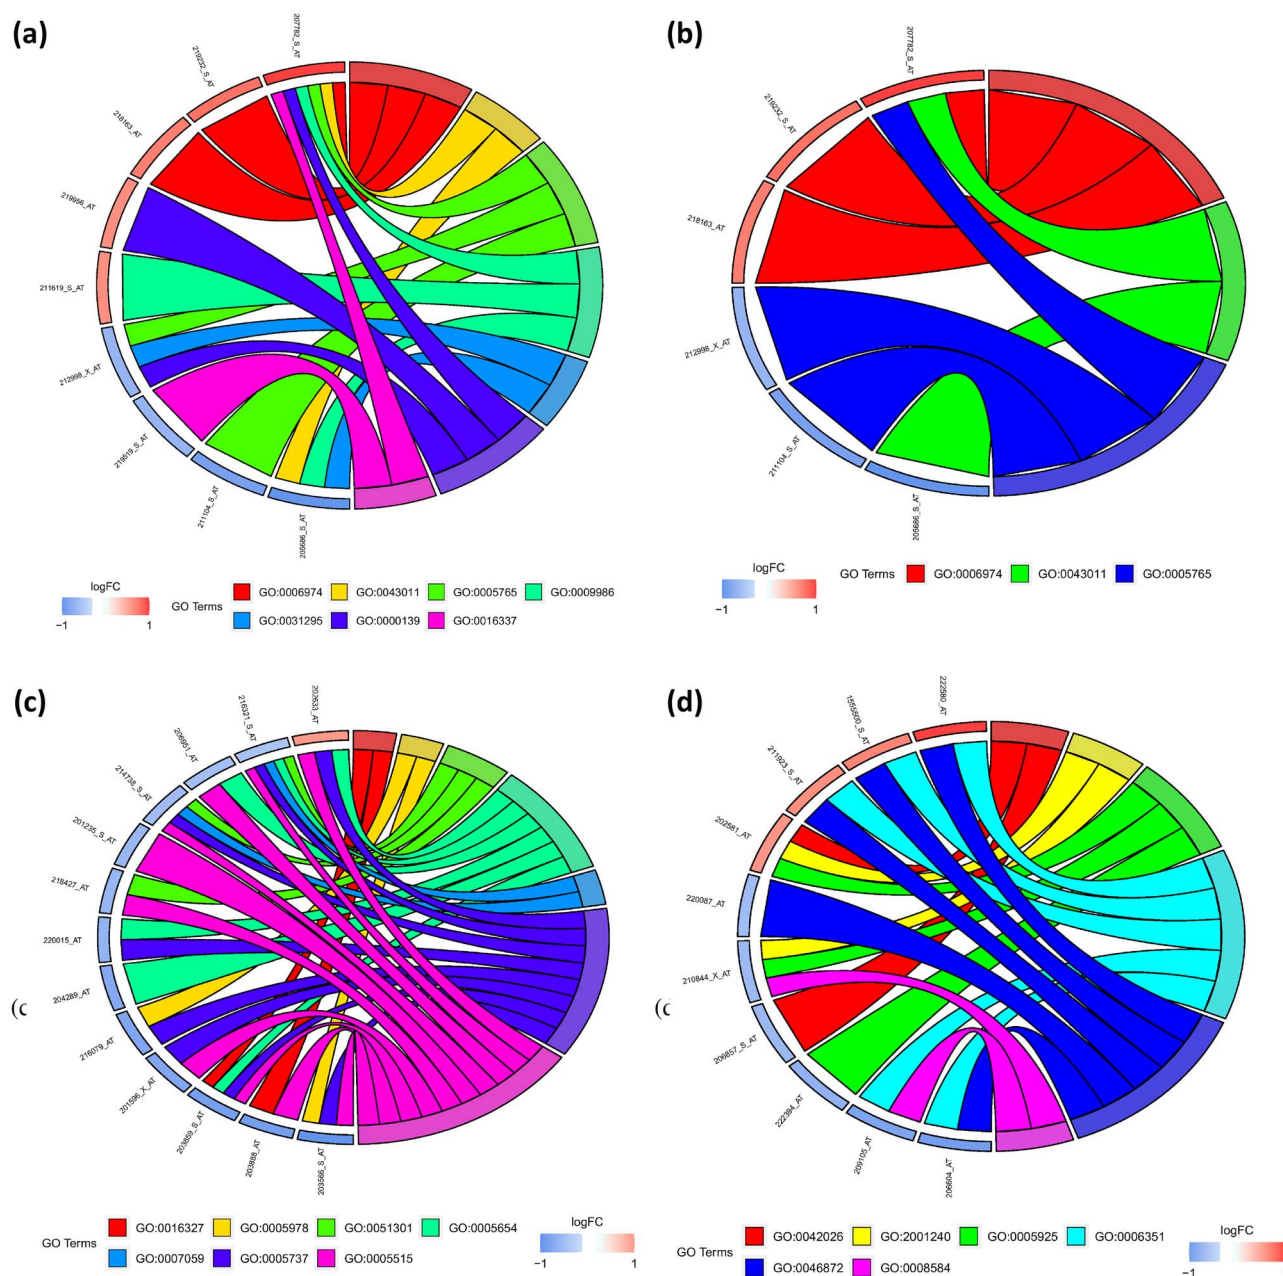 (a)
207782_S_AT
219232_S_AT
218163_AT
219956_AT
211619_S_AT
212998_X_AT
219519_S_AT
211104_S_AT
205686_S_AT
logFC
−1 1
GO Terms
GO:0006974 GO:0043011 GO:0005765 GO:0009986
GO:0031295 GO:0000139 GO:0016337
(b)
207782_S_AT
219232_S_AT
218163_AT
212998_X_AT
211104_S_AT
205686_S_AT
logFC
−1 1
GO Terms GO:0006974 GO:0043011 GO:0005765
(c)
202633_AT
216321_S_AT
206951_AT
214738_S_AT
201235_S_AT
218427_AT
220015_AT
204289_AT
216079_AT
201596_X_AT
203859_S_AT
203888_AT
203566_S_AT
(c
GO Terms
GO:0016327 GO:0005978 GO:0051301 GO:0005654
GO:0007059 GO:0005737 GO:0005515
logFC
−1 1
(d)
222580_AT
1555500_S_AT
211923_S_AT
202581_AT
220087_AT
210844_X_AT
206857_S_AT
222394_AT
209105_AT
206604_AT
GO Terms
GO:0042026 GO:2001240 GO:0005925 GO:0006351
GO:0046872 GO:0008584
logFC
−1